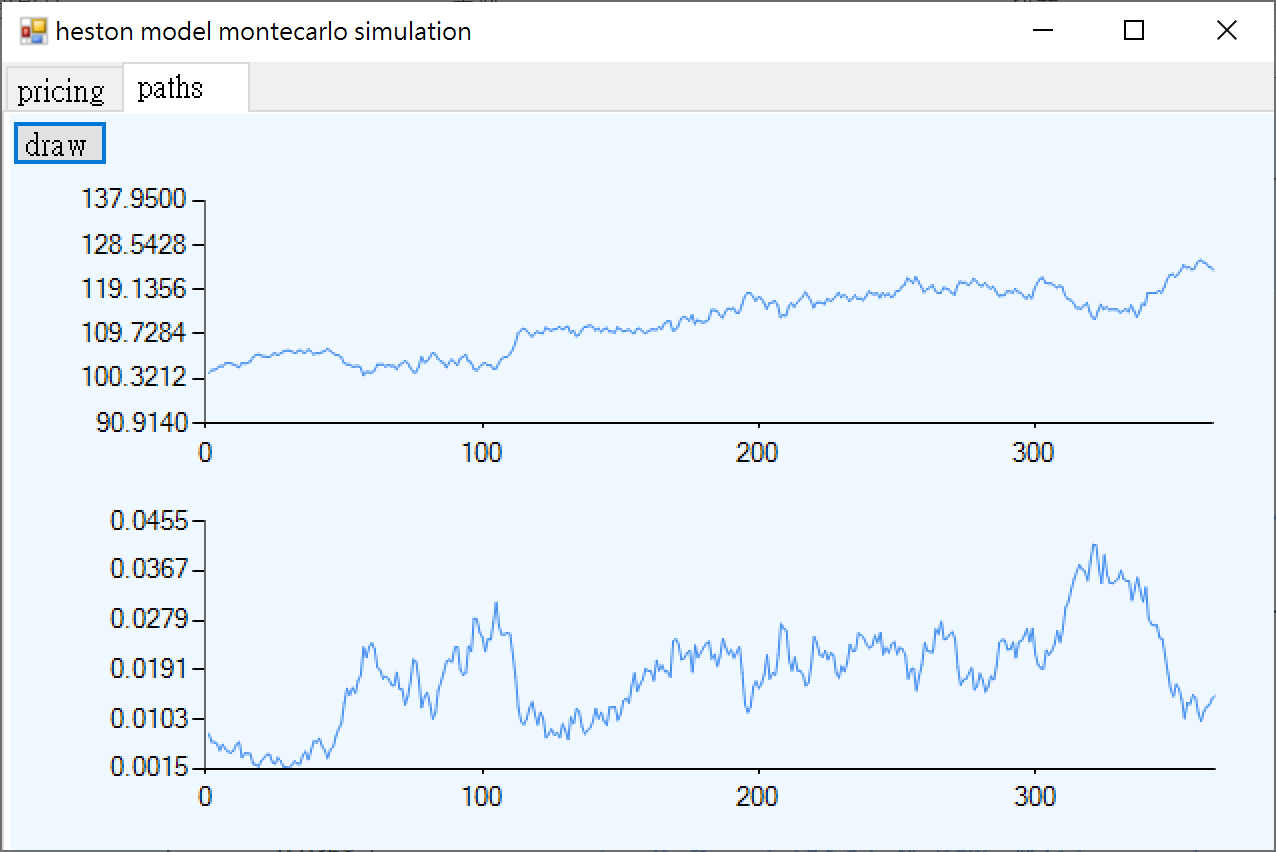 heston model montecarlo simulation
pricing paths
draw
137.9500
128.5428
119.1356
109.7284
100.3212
90.9140
0 100 200 300
0.0455
0.0367
0.0279
0.0191
0.0103
0.0015
0 100 200 300